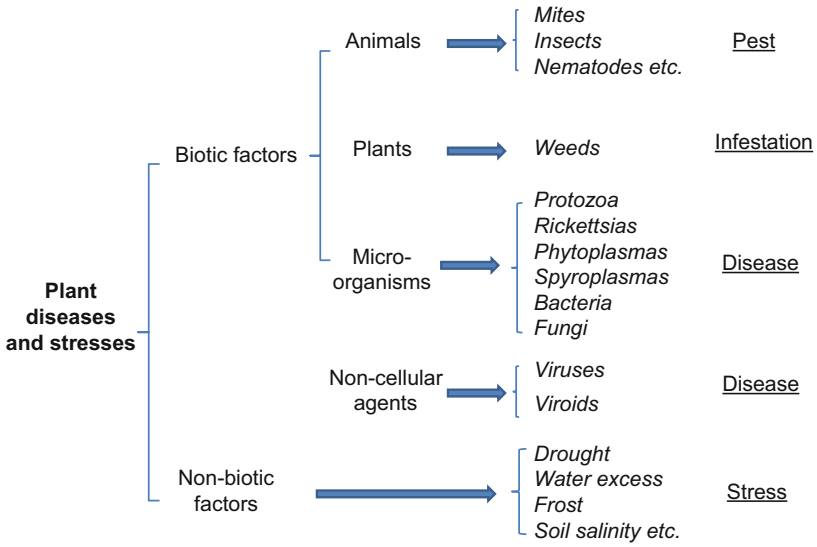 Animals
Mites
Insects
Nematodes etc.
Pest
Biotic factors
Plants
Weeds
Infestation
Micro-
organisms
Protozoa
Rickettsias
Phytoplasmas
Spyroplasmas
Bacteria
Fungi
Disease
Plant
diseases
and stresses
Non-cellular
agents
Viruses
Viroids
Disease
Non-biotic
factors
Drought
Water excess
Frost
Soil salinity etc.
Stress